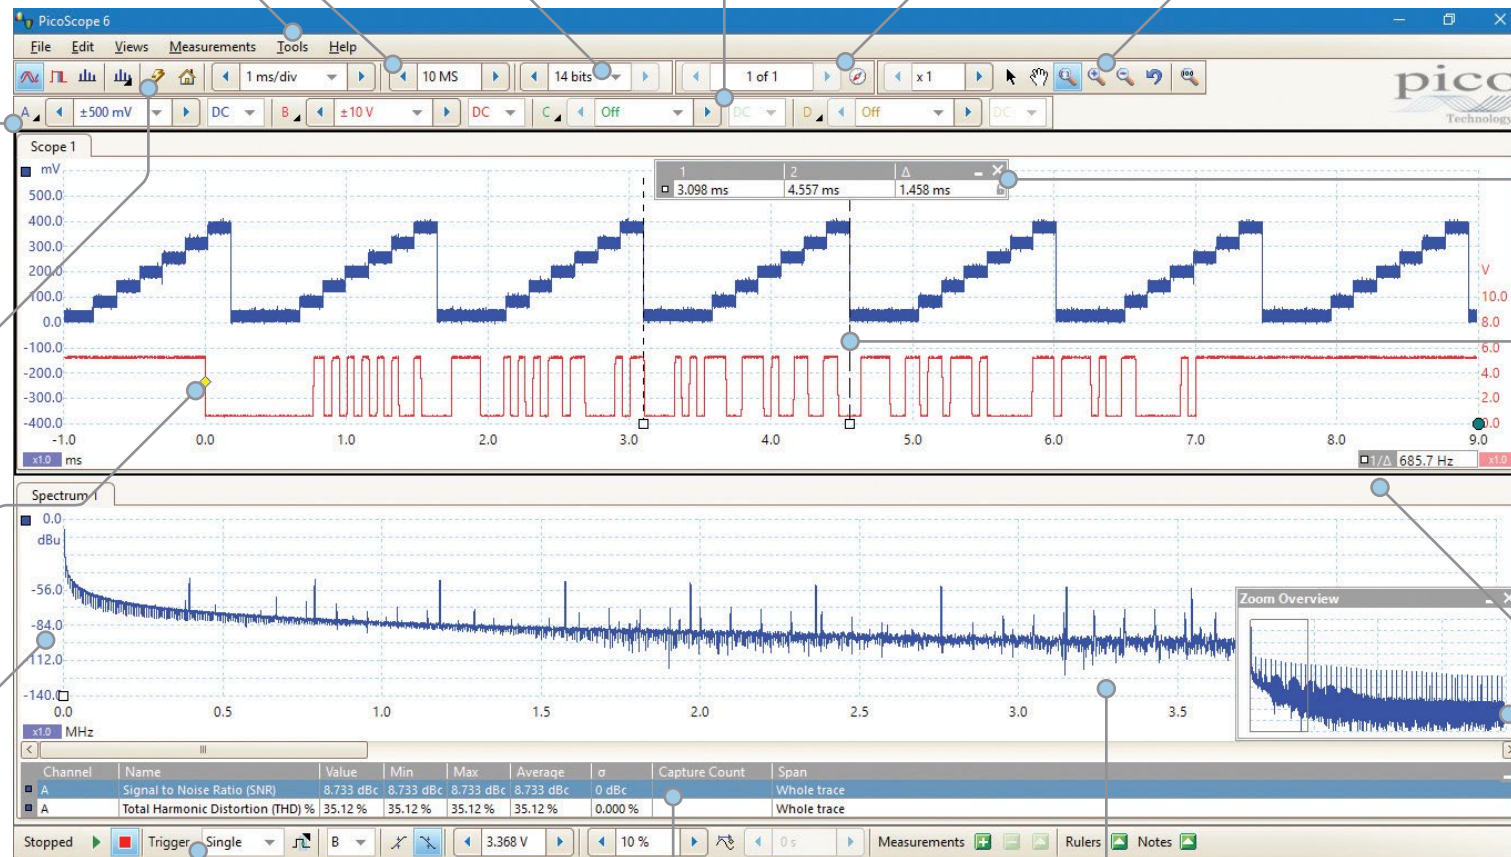 PicoScope 6
File Edit Views Measurements Tools Help
1 ms/div 10 MS 14 bits 1 of 1 x 1
pico
Technology
A ±500 mV DC B ±10 V DC C Off DC D Off DC
Scope 1
mV
1 2 Δ
3.098 ms 4.557 ms 1.458 ms
500.0
400.0
300.0
200.0
100.0
0.0
-100.0
-200.0
-300.0
-400.0
V
10.0
8.0
6.0
4.0
2.0
0.0
-1.0 0.0 1.0 2.0 3.0 4.0 5.0 6.0 7.0 8.0 9.0
x1.0 ms 1/Δ 685.7 Hz x1.0
Spectrum 1
0.0
dBu
-56.0
-84.0
-112.0
-140.0
Zoom Overview
0.0 0.5 1.0 1.5 2.0 2.5 3.0 3.5
x1.0 MHz
Channel Name Value Min Max Average σ Capture Count Span
A Signal to Noise Ratio (SNR) 8.733 dBc 8.733 dBc 8.733 dBc 8.733 dBc 0 dBc Whole trace
A Total Harmonic Distortion (THD) % 35.12 % 35.12 % 35.12 % 35.12 % 0.000 % Whole trace
Stopped Trigger Single B 3.368 V 10 % 0 s Measurements Rulers Notes